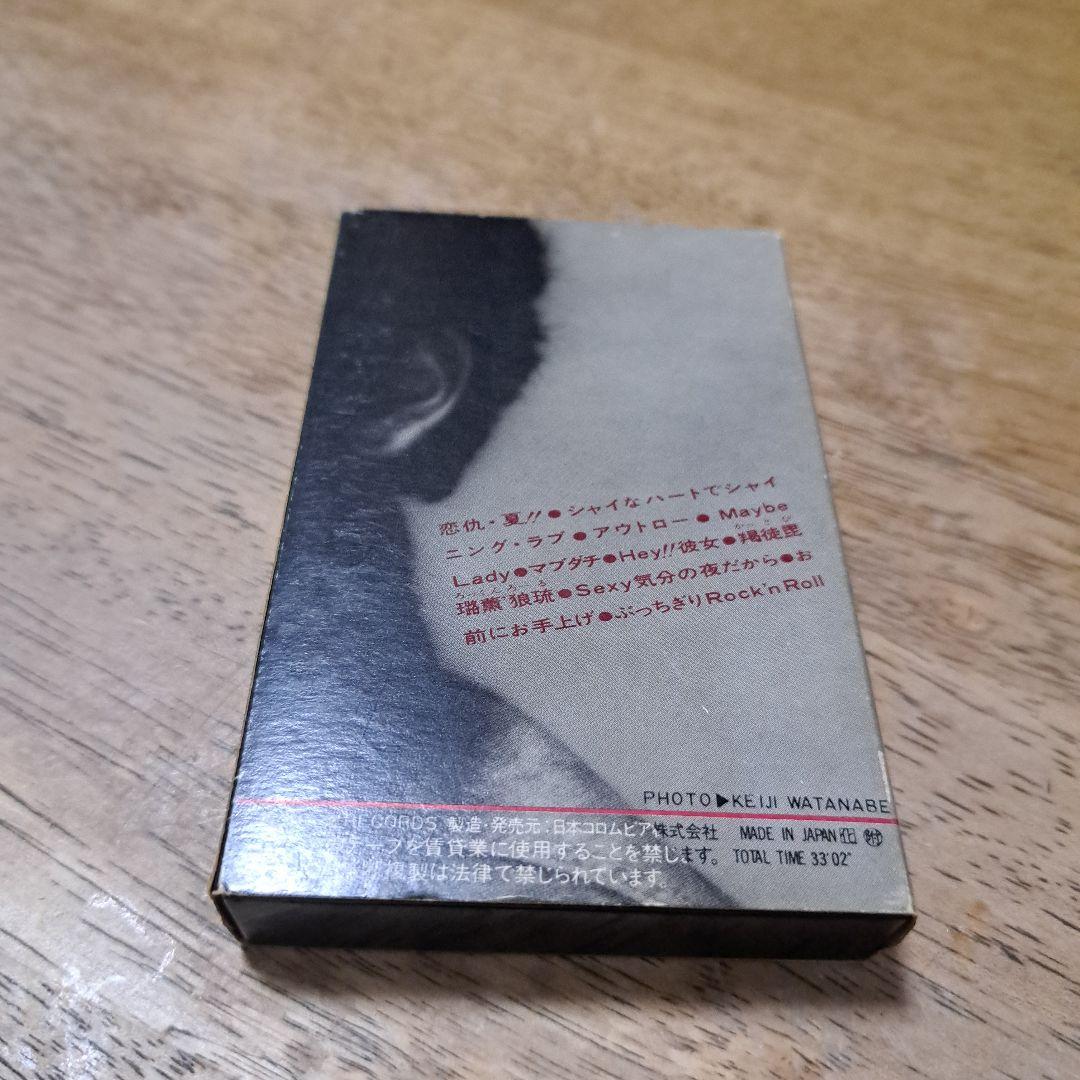 恋仇・夏!!●シャイなハートでシャイ
ニング・ラブ●アウトロー●Maybe
Lady●マブダチ●Hey!!彼女●羯徒毘
璐薫'狼琉●Sexy気分の夜だから●お
前にお手上げ●ぶっちぎりRock'n Roll
PHOTO▶KEIJI WATANABE
RECORDS 製造・発売元：日本コロムビア株式会社 MADE IN JAPAN
テープを賃貸業に使用することを禁じます。 TOTAL TIME 33'02"
複製は法律で禁じられています。